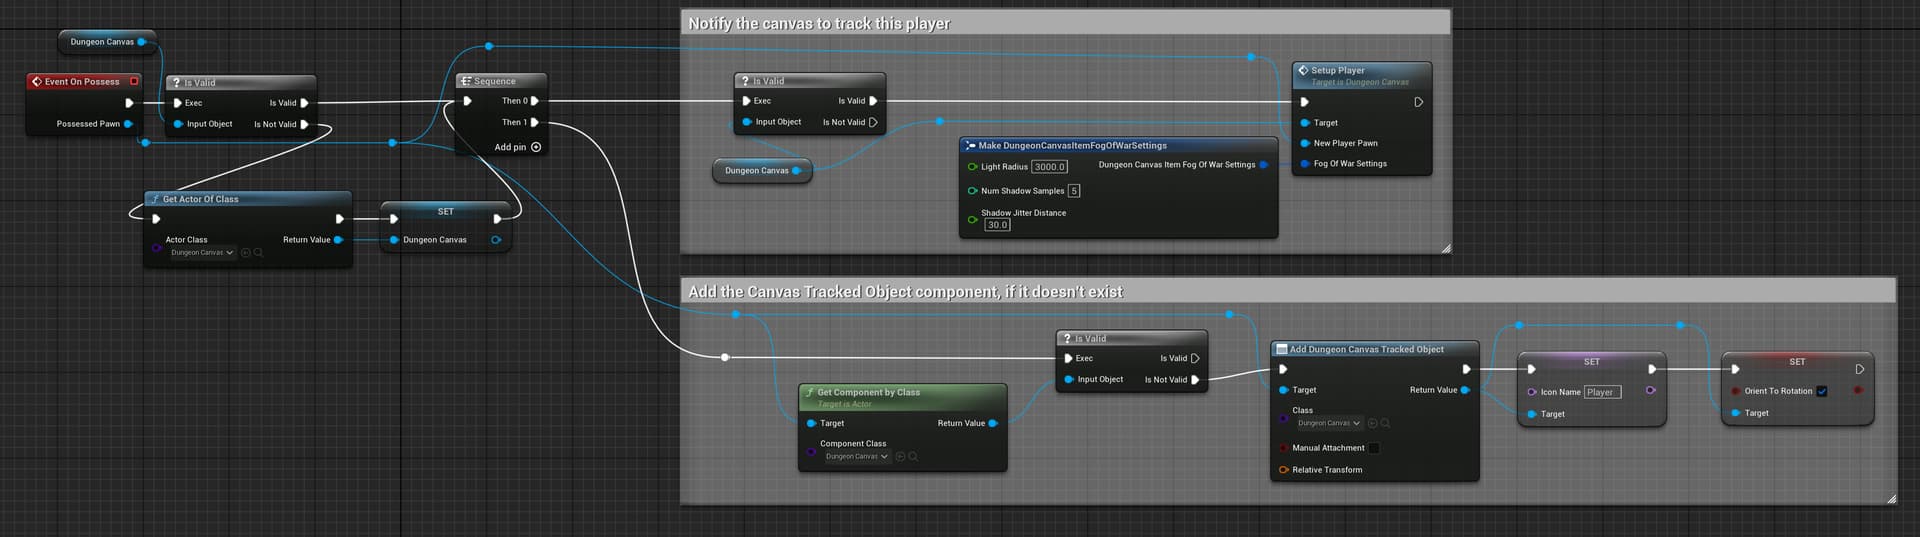 Dungeon Canvas
Event On Possess
Possessed Pawn
? Is Valid
Exec
Is Valid
Input Object
Is Not Valid
f Get Actor Of Class
Actor Class
Dungeon Canvas
Return Value
SET
Dungeon Canvas
Sequence
Then 0
Then 1
Add pin
Notify the canvas to track this player
? Is Valid
Exec
Is Valid
Input Object
Is Not Valid
Dungeon Canvas
Make DungeonCanvasItemFogOfWarSettings
Light Radius 3000.0
Dungeon Canvas Item Fog Of War Settings
Num Shadow Samples 5
Shadow Jitter Distance
30.0
Setup Player
Target is Dungeon Canvas
Target
New Player Pawn
Fog Of War Settings
Add the Canvas Tracked Object component, if it doesn't exist
f Get Component by Class
Target is Actor
Target
Return Value
Component Class
Dungeon Canvas
? Is Valid
Exec
Is Valid
Input Object
Is Not Valid
Add Dungeon Canvas Tracked Object
Target
Return Value
Class
Dungeon Canvas
Manual Attachment
Relative Transform
SET
Icon Name Player
Target
SET
Orient To Rotation
Target